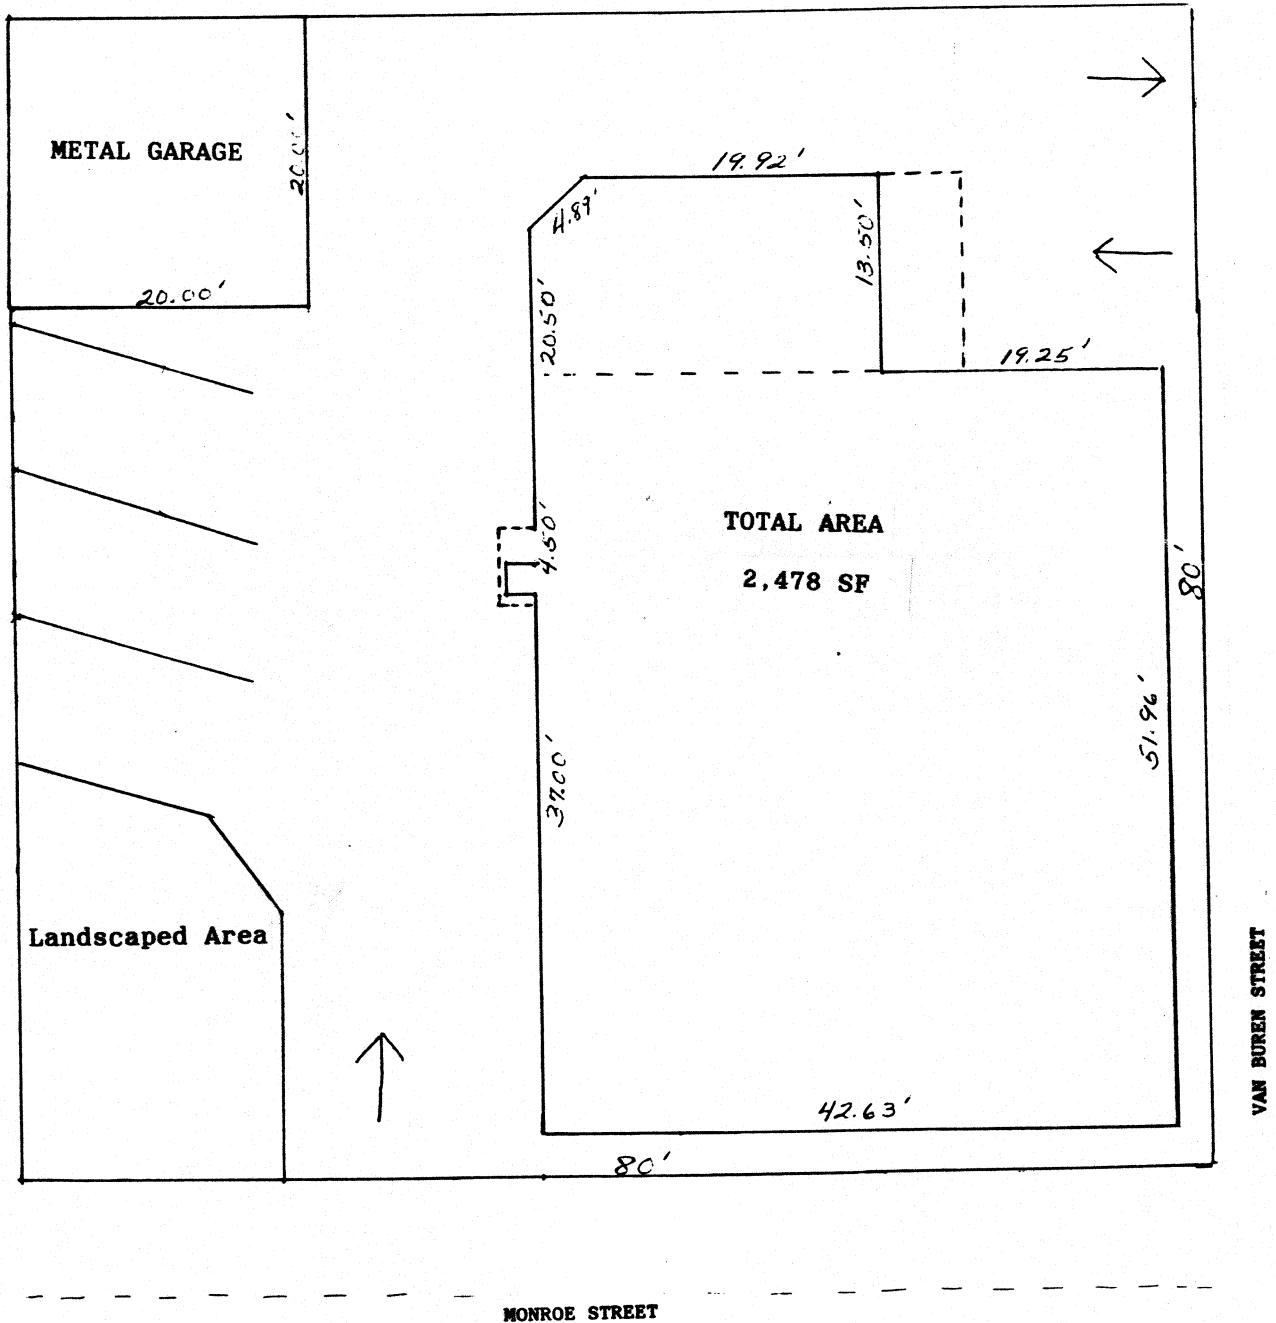 METAL GARAGE
20.00'
20.00'
19.92'
4.89'
13.50'
20.50'
19.25'
4.50'
TOTAL AREA
2,478 SF
80'
51.96'
37.00'
Landscaped Area
42.63'
80'
VAN BUREN STREET
MONROE STREET